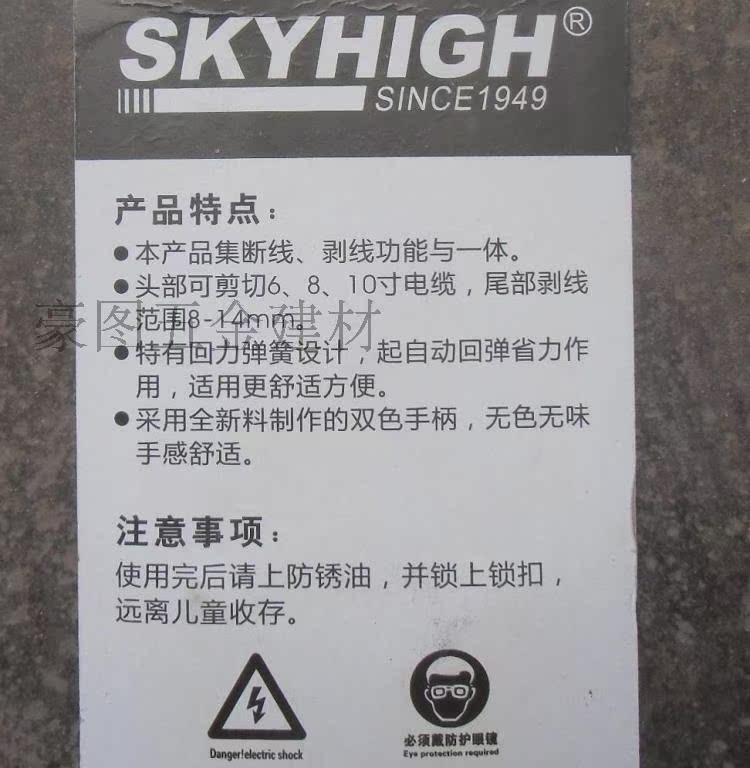 SKYHIGH®
SINCE1949
产品特点：
●本产品集断线、剥线功能与一体。
●头部可剪切6、8、10寸电缆，尾部剥线
范围8-14mm。
豪图五金建材
●特有回力弹簧设计，起自动回弹省力作
用，适用更舒适方便。
●采用全新料制作的双色手柄，无色无味
手感舒适。
注意事项：
使用完后请上防锈油，并锁上锁扣，
远离儿童收存。
Danger!electric shock
必须戴防护眼镜
Eye protection required